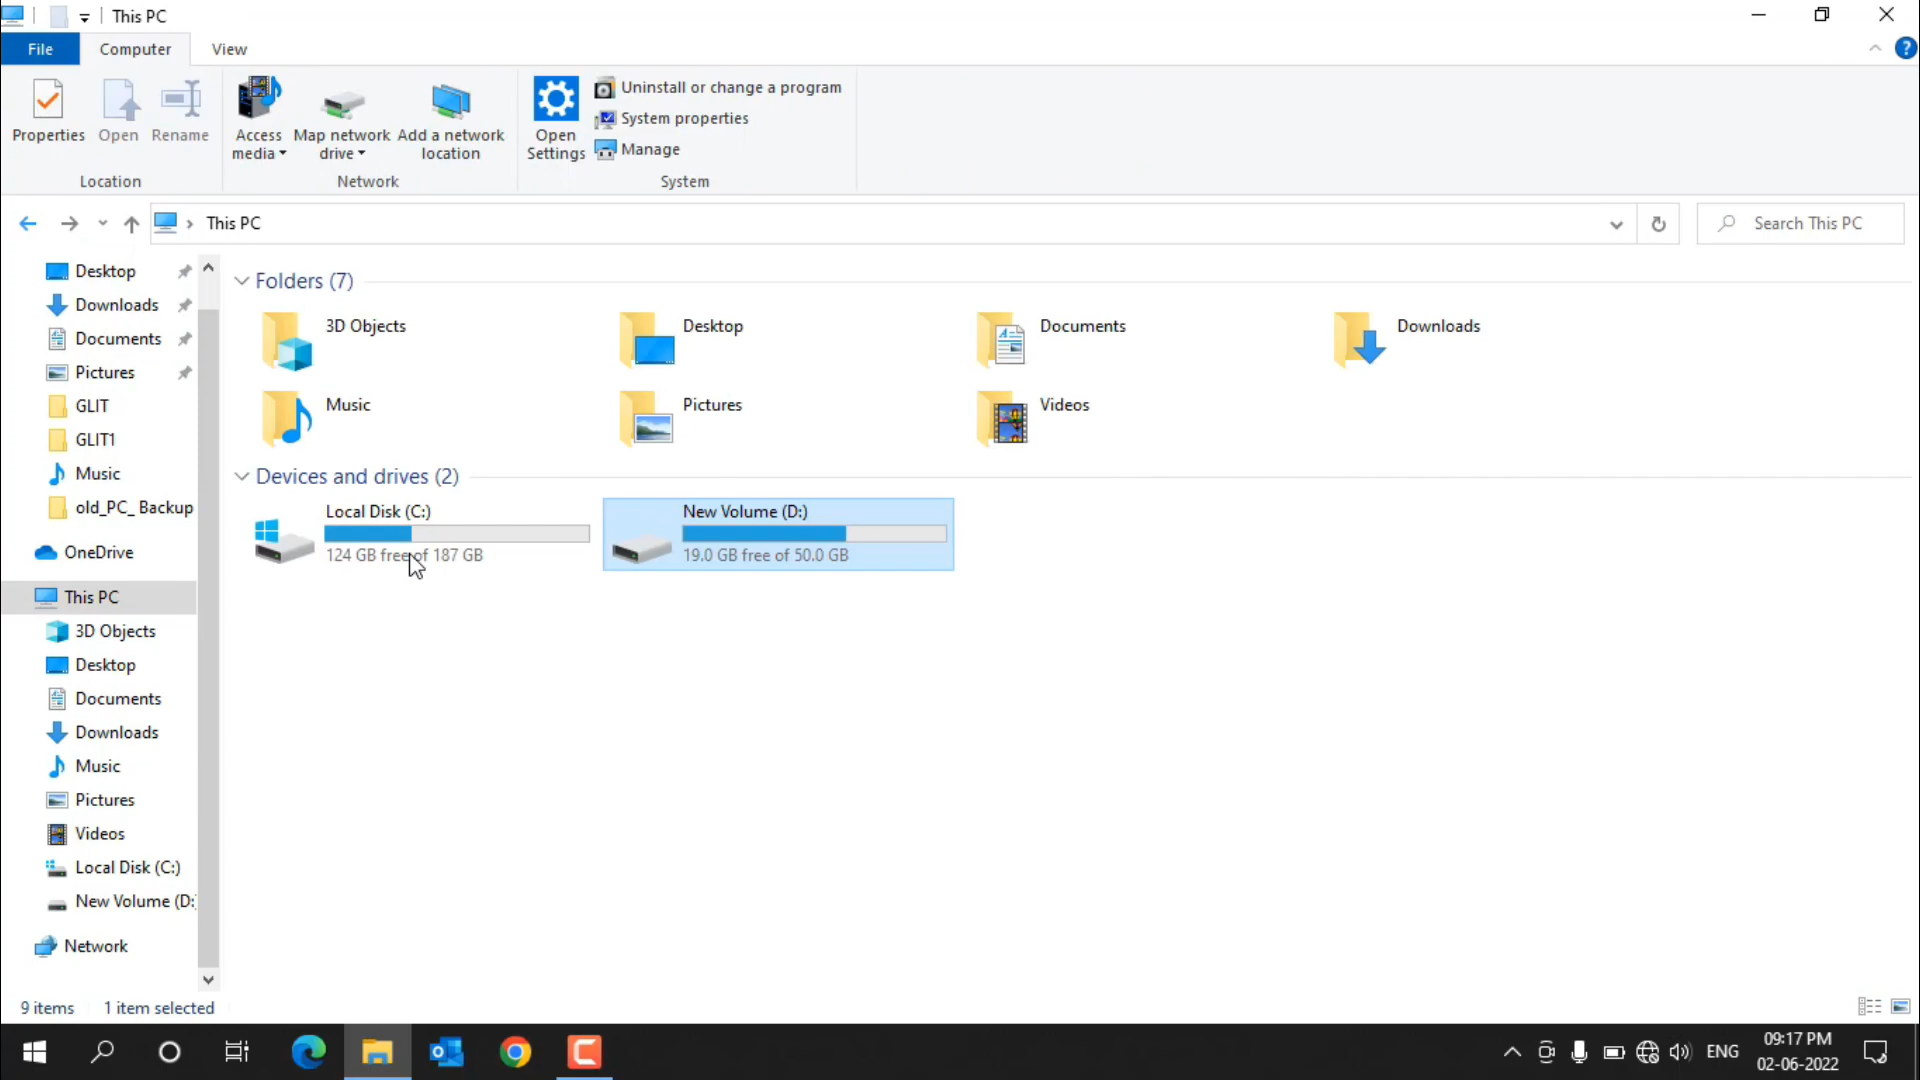 This PC
File
Computer
View
Properties
Open
Rename
Access
media
Map network
drive
Add a network
location
Open
Settings
Uninstall or change a program
System properties
Manage
Location
Network
System
This PC
Search This PC
Desktop
Downloads
Documents
Pictures
GLIT
GLIT1
Music
old_PC_ Backup
OneDrive
This PC
3D Objects
Desktop
Documents
Downloads
Music
Pictures
Videos
Local Disk (C:)
New Volume (D:
Network
Folders (7)
3D Objects
Desktop
Documents
Downloads
Music
Pictures
Videos
Devices and drives (2)
Local Disk (C:)
124 GB free of 187 GB
New Volume (D:)
19.0 GB free of 50.0 GB
9 items
1 item selected
ENG
09:17 PM
02-06-2022